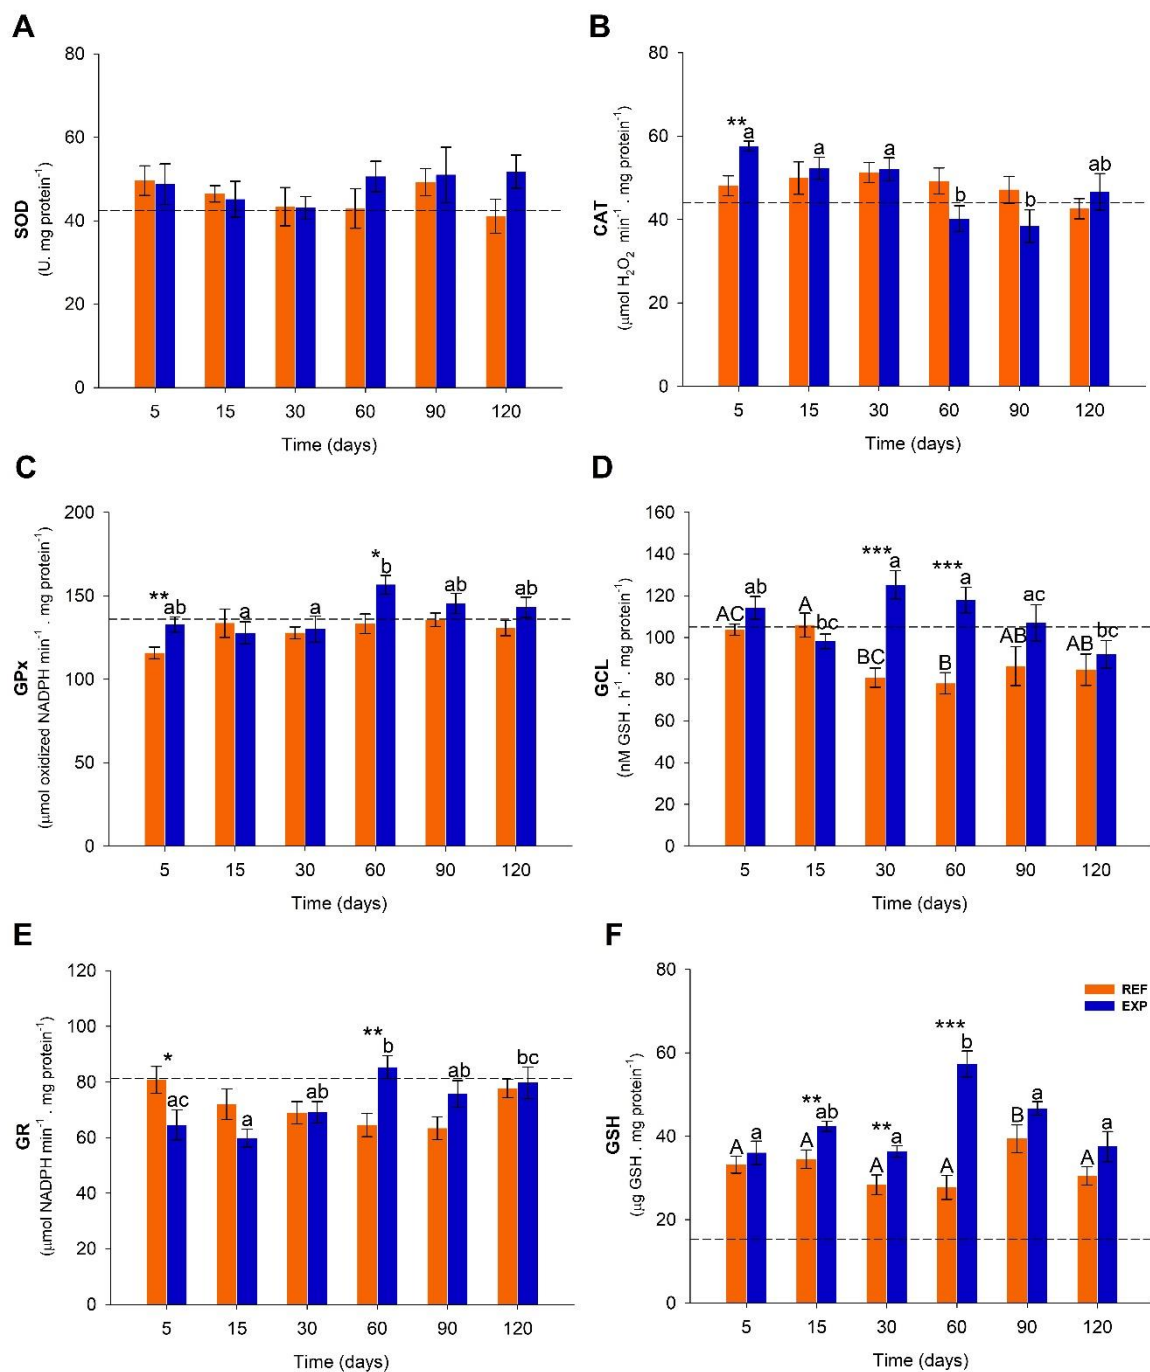 A
80
60
40
20
0
SOD
(U. mg protein⁻¹)
5 15 30 60 90 120
Time (days)
B
80
60
40
20
0
CAT
(µmol H₂O₂ min⁻¹ . mg protein⁻¹)
**
a a a b b ab
5 15 30 60 90 120
Time (days)
C
200
150
100
50
0
GPx
(µmol oxidized NADPH min⁻¹ . mg protein⁻¹)
** *
ab a a b ab ab
5 15 30 60 90 120
Time (days)
D
160
140
120
100
80
60
40
20
0
GCL
(nM GSH . h⁻¹ . mg protein⁻¹)
*** ***
AC ab A bc BC a B a AB ac AB bc
5 15 30 60 90 120
Time (days)
E
120
100
80
60
40
20
0
GR
(µmol NADPH min⁻¹ . mg protein⁻¹)
* **
ac a ab b ab bc
5 15 30 60 90 120
Time (days)
F
80
60
40
20
0
GSH
(µg GSH . mg protein⁻¹)
REF
EXP
** ** ***
A a A ab A a A b B a A a
5 15 30 60 90 120
Time (days)